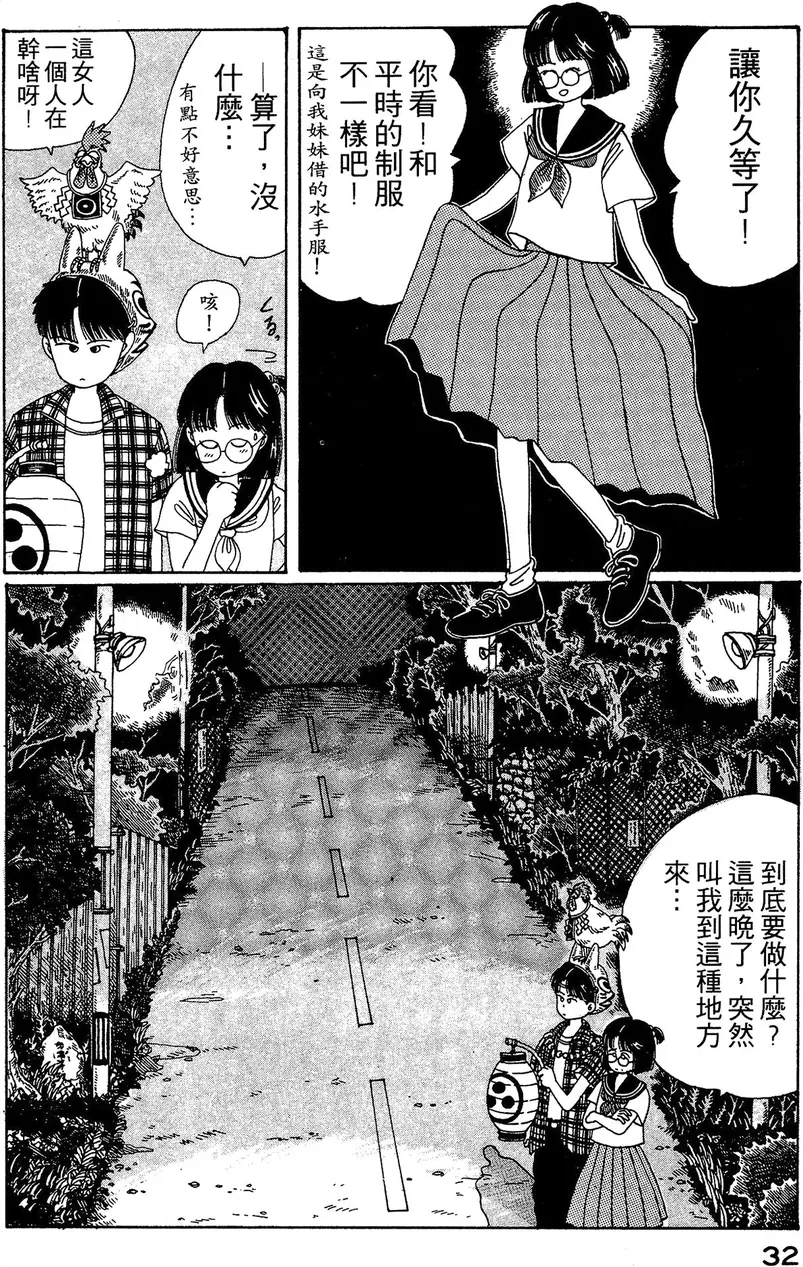 讓你久等了！
你看！和
平時的制服
不一樣吧！
這是向我妹妹借的水手服！
—算了，沒
什麼…
有點不好意思…
這女人
一個人在
幹啥呀！
咳！
到底要做什麼？
這麼晚了，突然
叫我到這種地方
來…
32